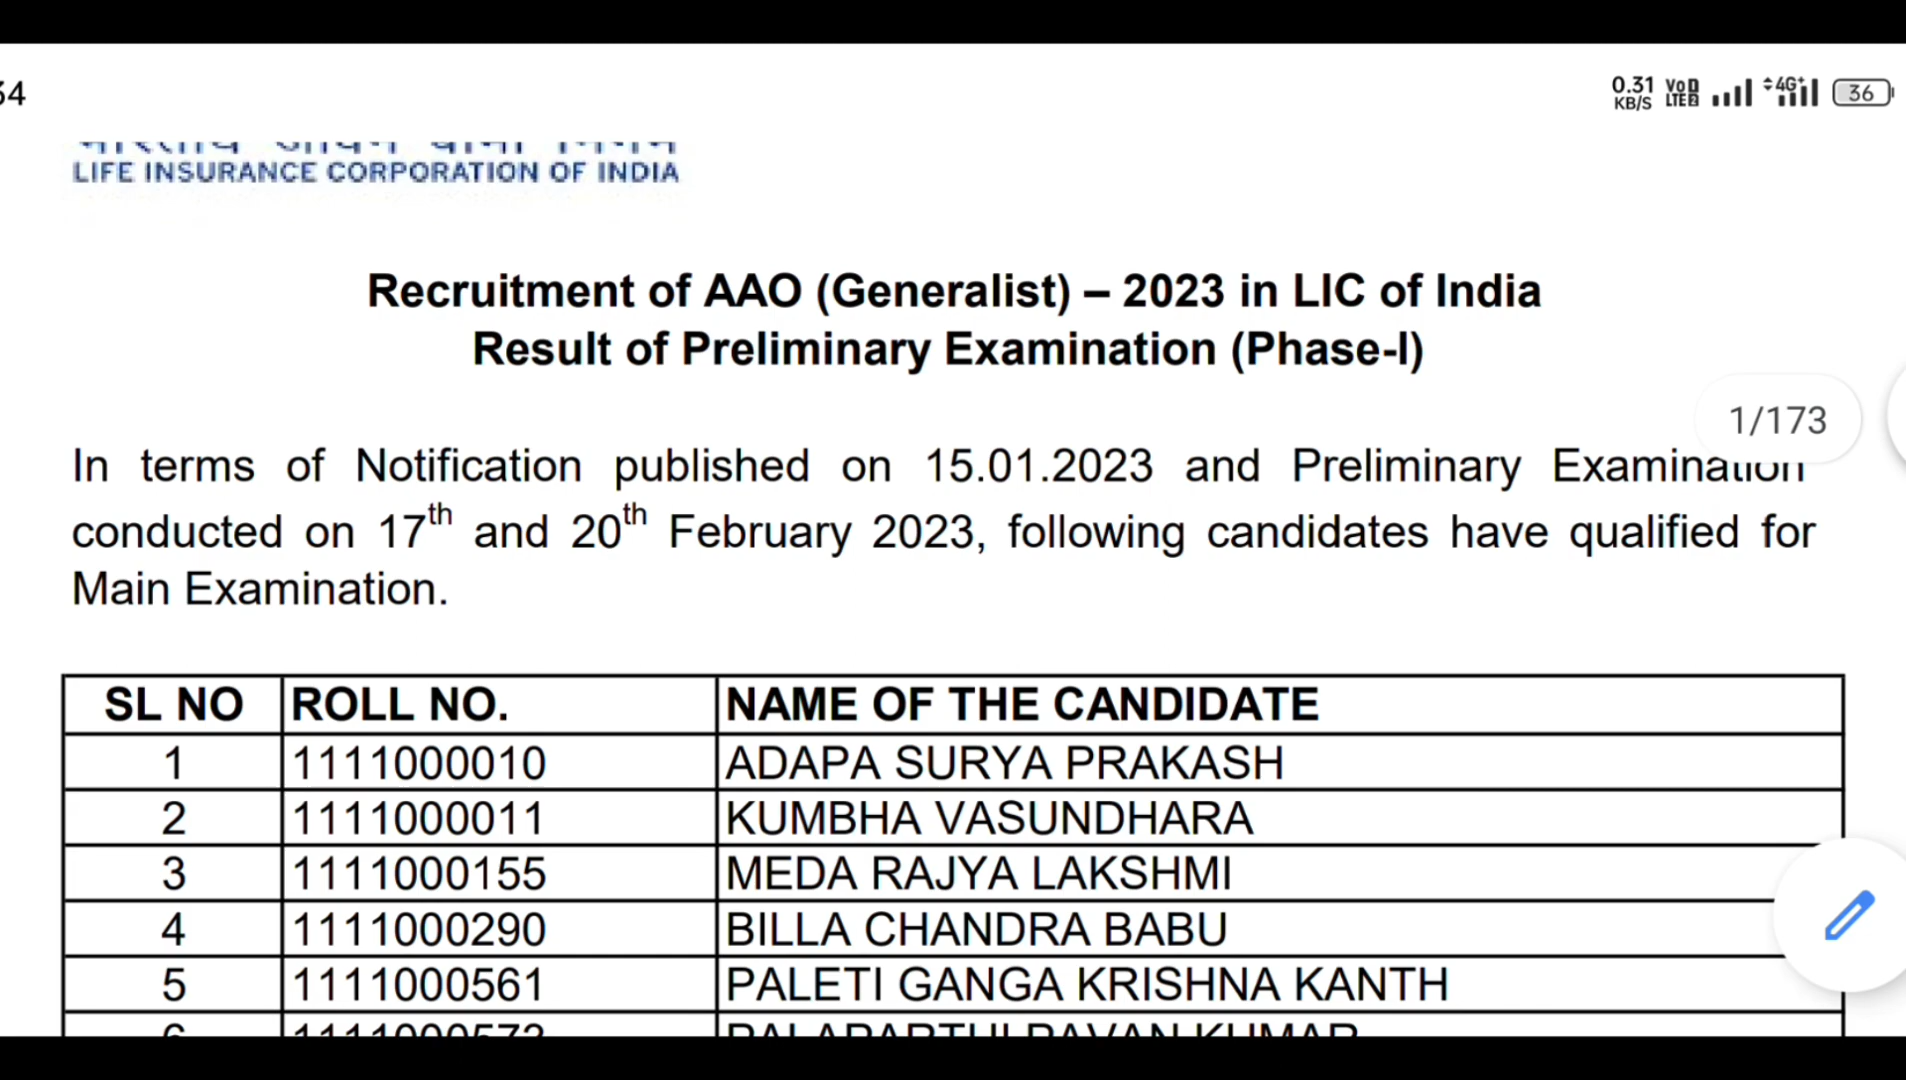 0.31 KB/S VoD LTE 2 4G+ 36
LIFE INSURANCE CORPORATION OF INDIA
Recruitment of AAO (Generalist) – 2023 in LIC of India
Result of Preliminary Examination (Phase-I)
1/173
In terms of Notification published on 15.01.2023 and Preliminary Examination
conducted on 17th and 20th February 2023, following candidates have qualified for
Main Examination.
SL NO ROLL NO. NAME OF THE CANDIDATE
1 1111000010 ADAPA SURYA PRAKASH
2 1111000011 KUMBHA VASUNDHARA
3 1111000155 MEDA RAJYA LAKSHMI
4 1111000290 BILLA CHANDRA BABU
5 1111000561 PALETI GANGA KRISHNA KANTH